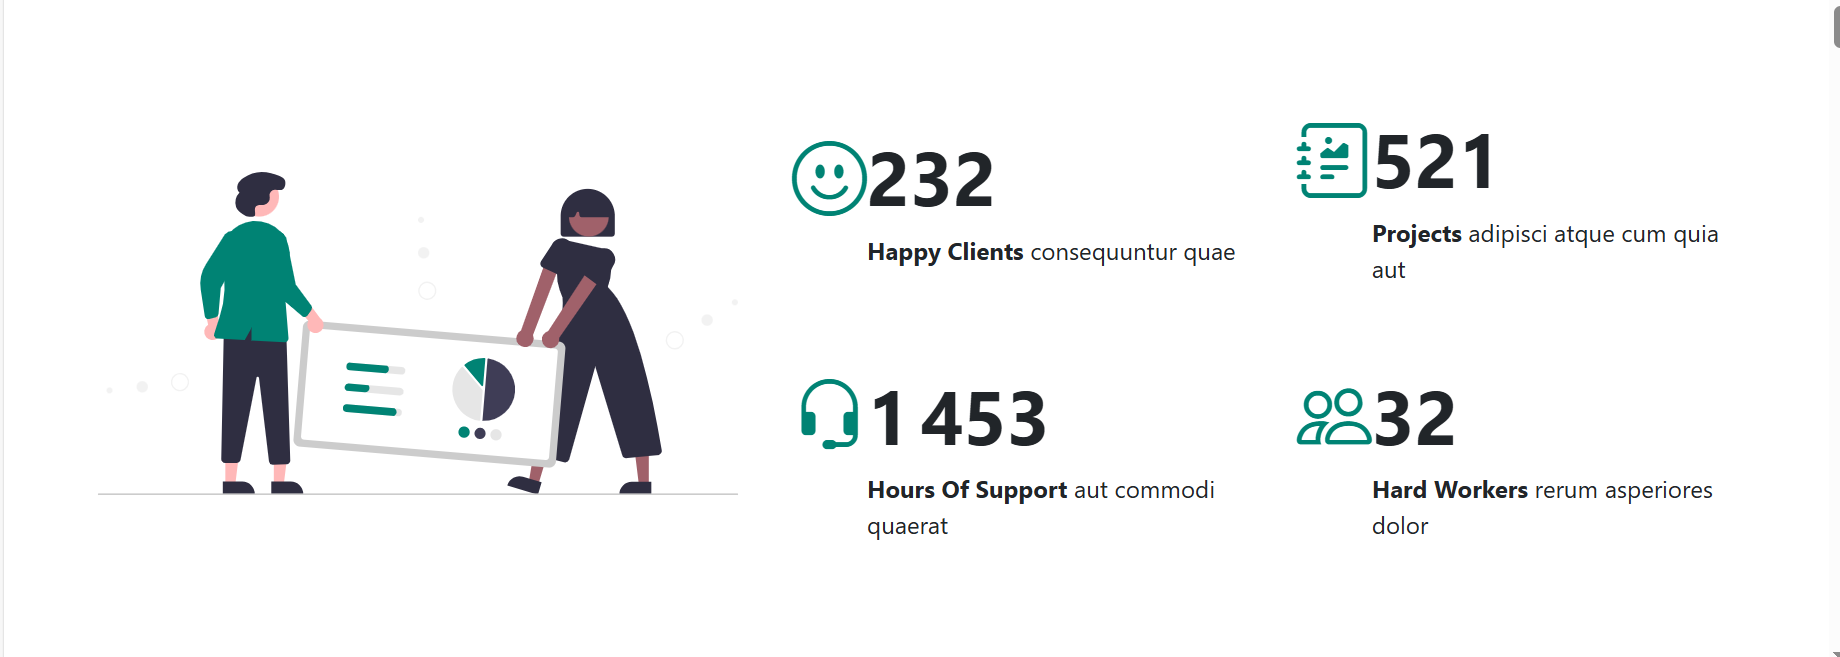 232
Happy Clients consequuntur quae
521
Projects adipisci atque cum quia
aut
1 453
Hours Of Support aut commodi
quaerat
32
Hard Workers rerum asperiores
dolor